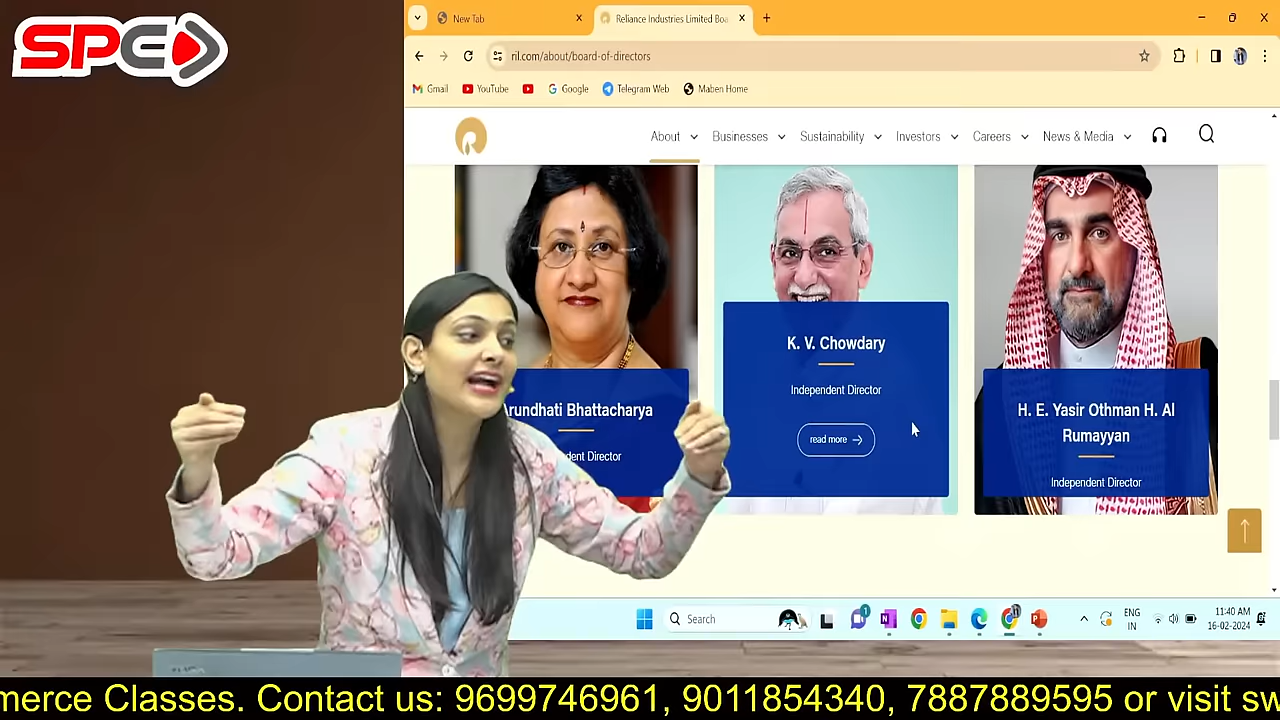 SPC
New Tab
Reliance Industries Limited Boa
ril.com/about/board-of-directors
Gmail
YouTube
Google
Telegram Web
Maben Home
About
Businesses
Sustainability
Investors
Careers
News & Media
Arundhati Bhattacharya
dent Director
K. V. Chowdary
Independent Director
read more
H. E. Yasir Othman H. Al
Rumayyan
Independent Director
Search
1
ENG
IN
11:40 AM
16-02-2024
merce Classes. Contact us: 9699746961, 9011854340, 7887889595 or visit sw